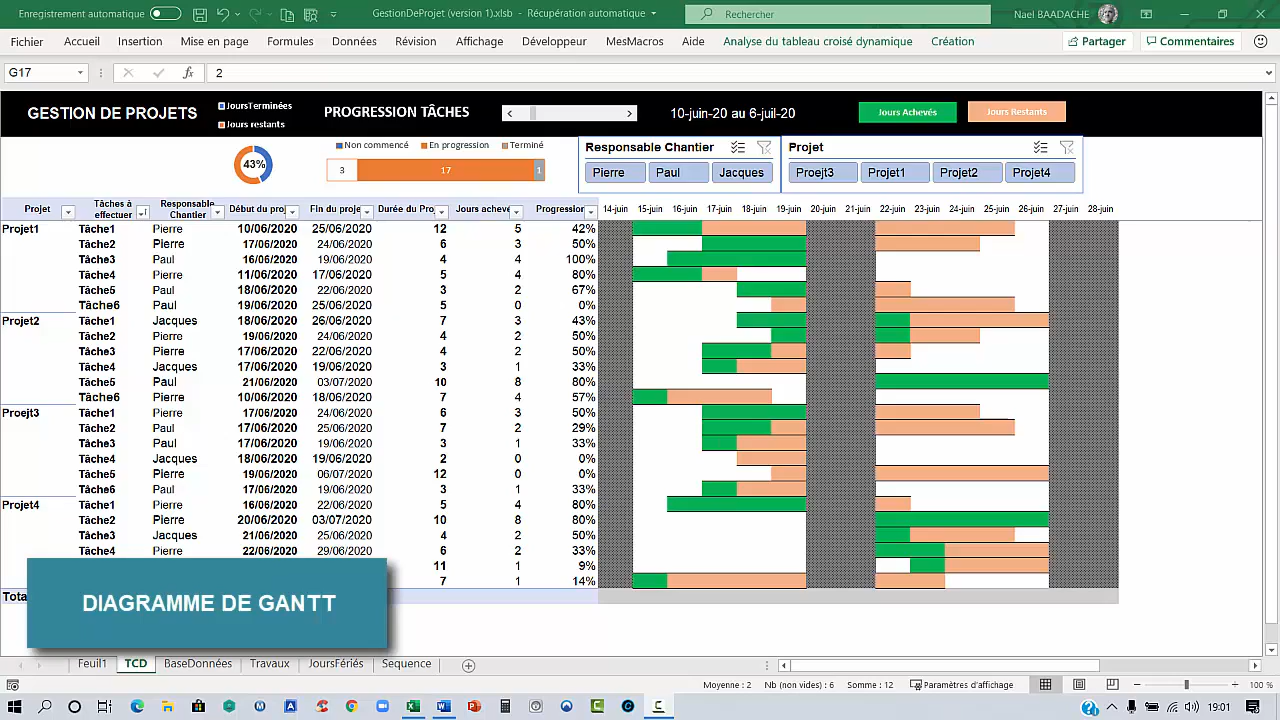 Enregistrement automatique
GestionDeProjet (version 1).xlsb - Récupération automatique
Rechercher
Nael BAADACHE
Fichier Accueil Insertion Mise en page Formules Données Révision Affichage Développeur MesMacros Aide Analyse du tableau croisé dynamique Création Partager Commentaires
G17 fx 2
GESTION DE PROJETS JoursTerminées Jours restants PROGRESSION TÂCHES 10-juin-20 au 6-juil-20 Jours Achevés Jours Restants
Non commencé En progression Terminé
43% 3 17 1
Responsable Chantier
Pierre Paul Jacques
Projet
Proejt3 Projet1 Projet2 Projet4
Projet Tâches à effectuer Responsable Chantier Début du proj FIn du projet Durée du Pro Jours acheve Progression 14-juin 15-juin 16-juin 17-juin 18-juin 19-juin 20-juin 21-juin 22-juin 23-juin 24-juin 25-juin 26-juin 27-juin 28-juin
Projet1 Tâche1 Pierre 10/06/2020 25/06/2020 12 5 42%
Tâche2 Pierre 17/06/2020 24/06/2020 6 3 50%
Tâche3 Paul 16/06/2020 19/06/2020 4 4 100%
Tâche4 Pierre 11/06/2020 17/06/2020 5 4 80%
Tâche5 Paul 18/06/2020 22/06/2020 3 2 67%
Tâche6 Paul 19/06/2020 25/06/2020 5 0 0%
Projet2 Tâche1 Jacques 18/06/2020 26/06/2020 7 3 43%
Tâche2 Pierre 19/06/2020 24/06/2020 4 2 50%
Tâche3 Pierre 17/06/2020 22/06/2020 4 2 50%
Tâche4 Jacques 17/06/2020 19/06/2020 3 1 33%
Tâche5 Paul 21/06/2020 03/07/2020 10 8 80%
Tâche6 Pierre 10/06/2020 18/06/2020 7 4 57%
Proejt3 Tâche1 Pierre 17/06/2020 24/06/2020 6 3 50%
Tâche2 Paul 17/06/2020 25/06/2020 7 2 29%
Tâche3 Paul 17/06/2020 19/06/2020 3 1 33%
Tâche4 Jacques 18/06/2020 19/06/2020 2 0 0%
Tâche5 Pierre 19/06/2020 06/07/2020 12 0 0%
Tâche6 Paul 17/06/2020 19/06/2020 3 1 33%
Projet4 Tâche1 Pierre 16/06/2020 22/06/2020 5 4 80%
Tâche2 Pierre 20/06/2020 03/07/2020 10 8 80%
Tâche3 Jacques 21/06/2020 25/06/2020 4 2 50%
Tâche4 Pierre 22/06/2020 29/06/2020 6 2 33%
11 1 9%
7 1 14%
Tota
DIAGRAMME DE GANTT
Feuil1 TCD BaseDonnées Travaux JoursFériés Sequence
Moyenne : 2 Nb (non vides) : 6 Somme : 12 Paramètres d'affichage 100 %
19:01